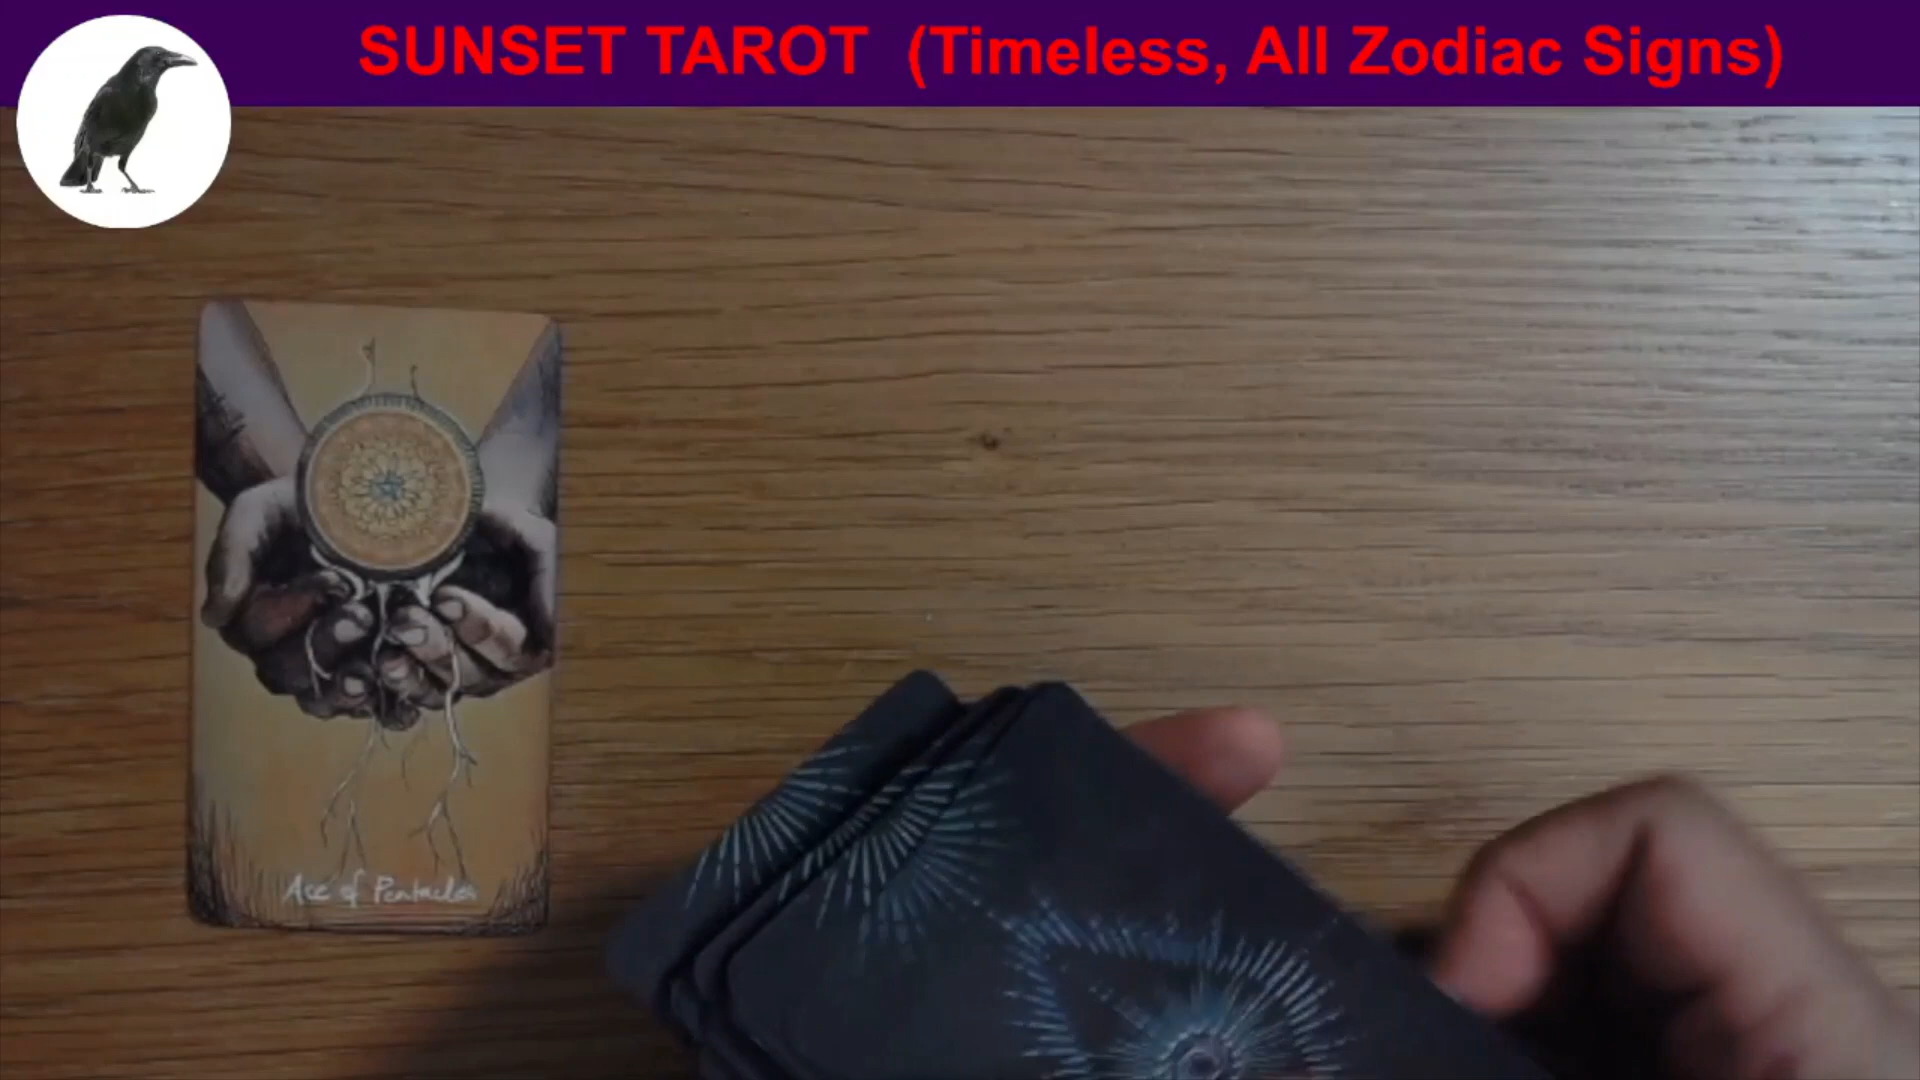 SUNSET TAROT (Timeless, All Zodiac Signs)
Ace of Pentacles